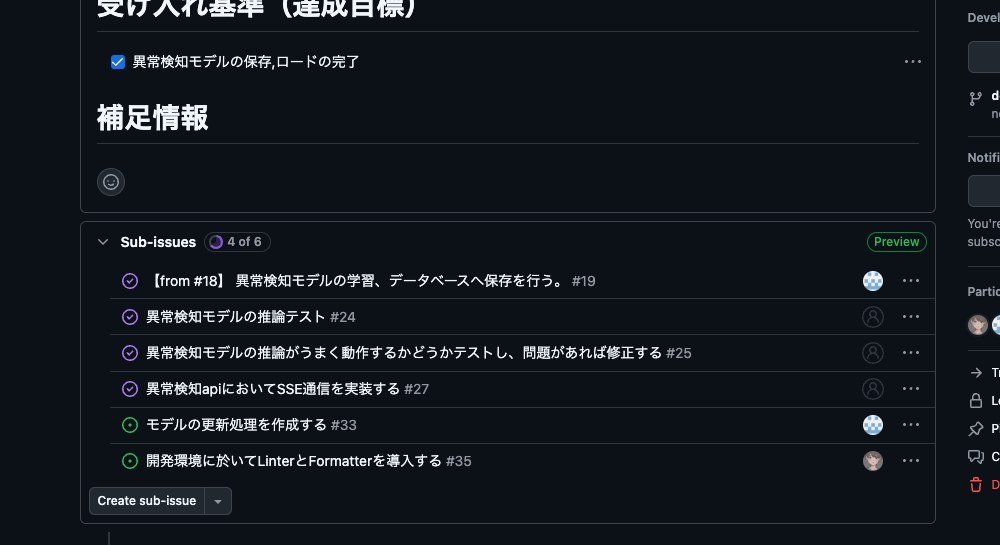 受け入れ基準（達成目標）
異常検知モデルの保存,ロードの完了
補足情報
Sub-issues 4 of 6 Preview
【from #18】 異常検知モデルの学習、データベースへ保存を行う。 #19
異常検知モデルの推論テスト #24
異常検知モデルの推論がうまく動作するかどうかテストし、問題があれば修正する #25
異常検知apiにおいてSSE通信を実装する #27
モデルの更新処理を作成する #33
開発環境に於いてLinterとFormatterを導入する #35
Create sub-issue
Devel
d
Notifi
You're
subsc
Partic